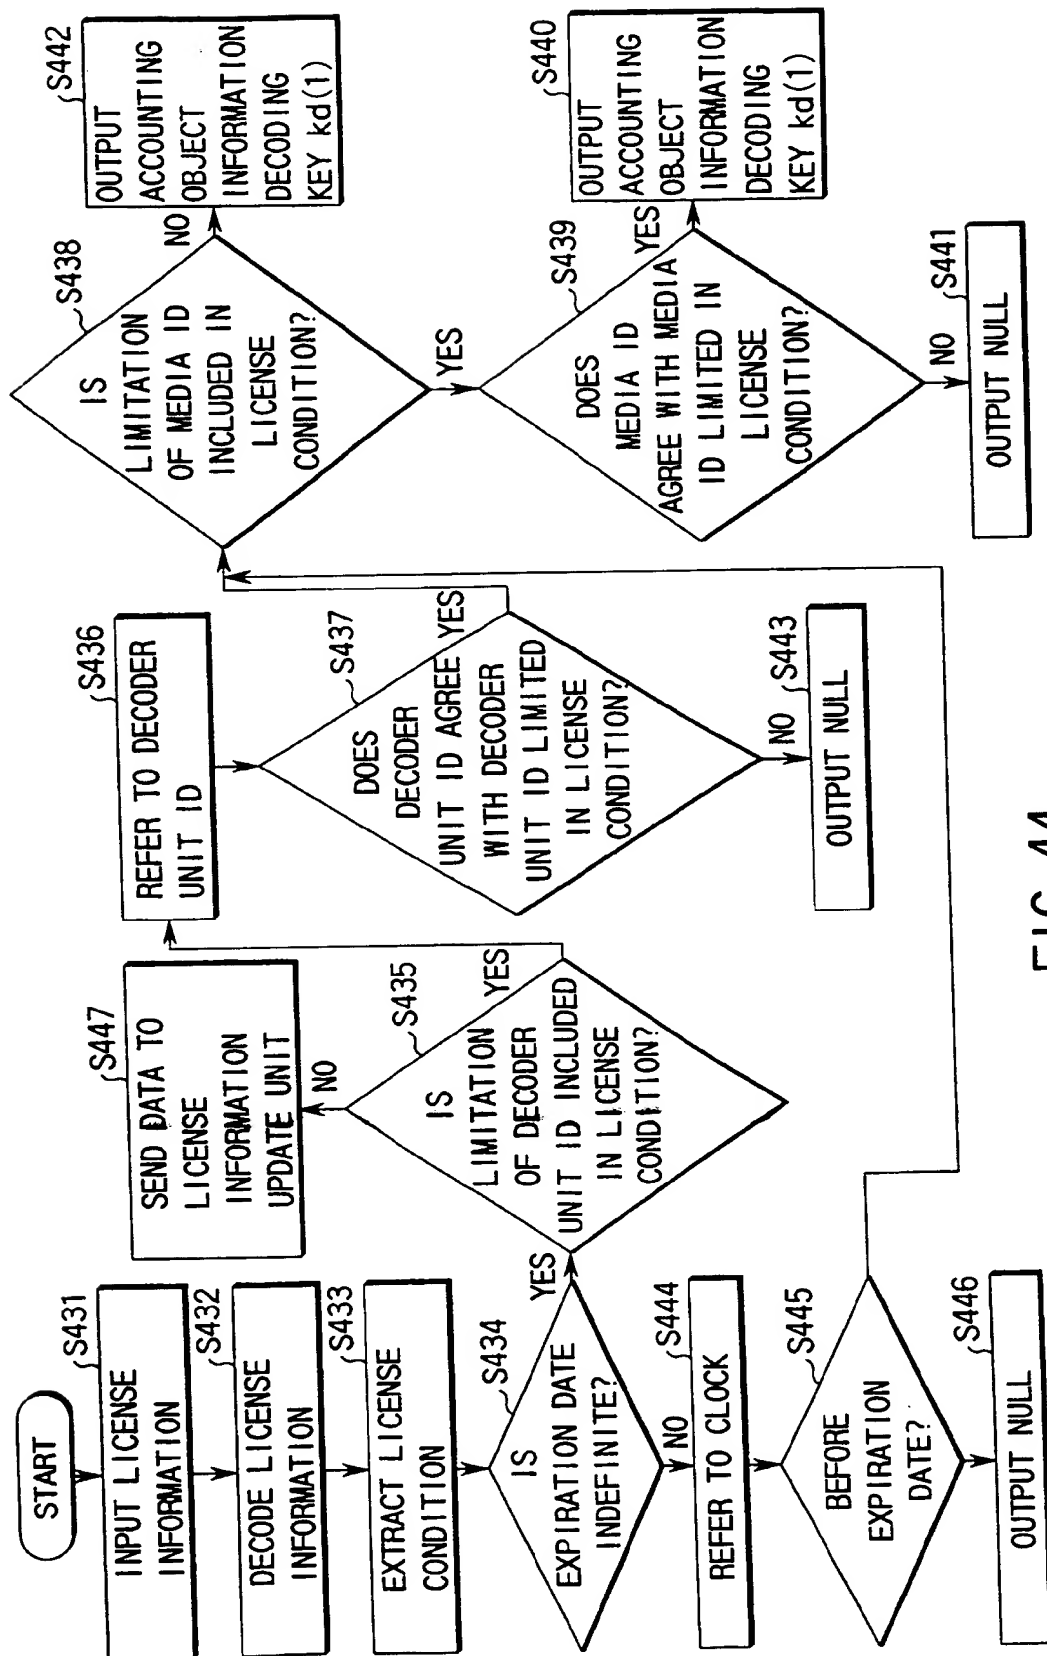 START
S431
INPUT LICENSE
INFORMATION
S432
DECODE LICENSE
INFORMATION
S433
EXTRACT LICENSE
CONDITION
S434
IS
EXPIRATION DATE
INDEFINITE?
YES
NO
S444
REFER TO CLOCK
S445
BEFORE
EXPIRATION
DATE?
S446
OUTPUT NULL
S447
SEND DATA TO
LICENSE
INFORMATION
UPDATE UNIT
NO
S435
YES
IS
LIMITATION
OF DECODER
UNIT ID INCLUDED
IN LICENSE
CONDITION?
S436
REFER TO DECODER
UNIT ID
S437
YES
DOES
DECODER
UNIT ID AGREE
WITH DECODER
UNIT ID LIMITED
IN LICENSE
CONDITION?
NO
S443
OUTPUT NULL
S438
IS
LIMITATION
OF MEDIA ID
INCLUDED IN
LICENSE
CONDITION?
NO
YES
S442
OUTPUT
ACCOUNTING
OBJECT
INFORMATION
DECODING
KEY kd(1)
S439
DOES
MEDIA ID
AGREE WITH MEDIA
ID LIMITED IN
LICENSE
CONDITION?
YES
NO
S440
OUTPUT
ACCOUNTING
OBJECT
INFORMATION
DECODING
KEY kd(1)
S441
OUTPUT NULL
FIG. 44